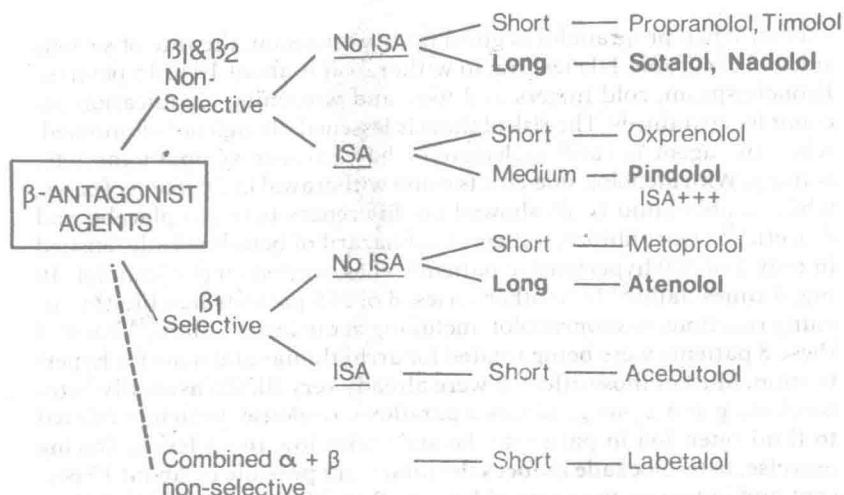 β-ANTAGONIST
AGENTS
β1 & β2
Non-
Selective
No ISA
Short — Propranolol, Timolol
Long — Sotalol, Nadolol
ISA
Short — Oxprenolol
Medium — Pindolol
ISA+++
β1
Selective
No ISA
Short — Metoprolol
Long — Atenolol
ISA — Short — Acebutolol
Combined α + β — Short — Labetalol
non-selective